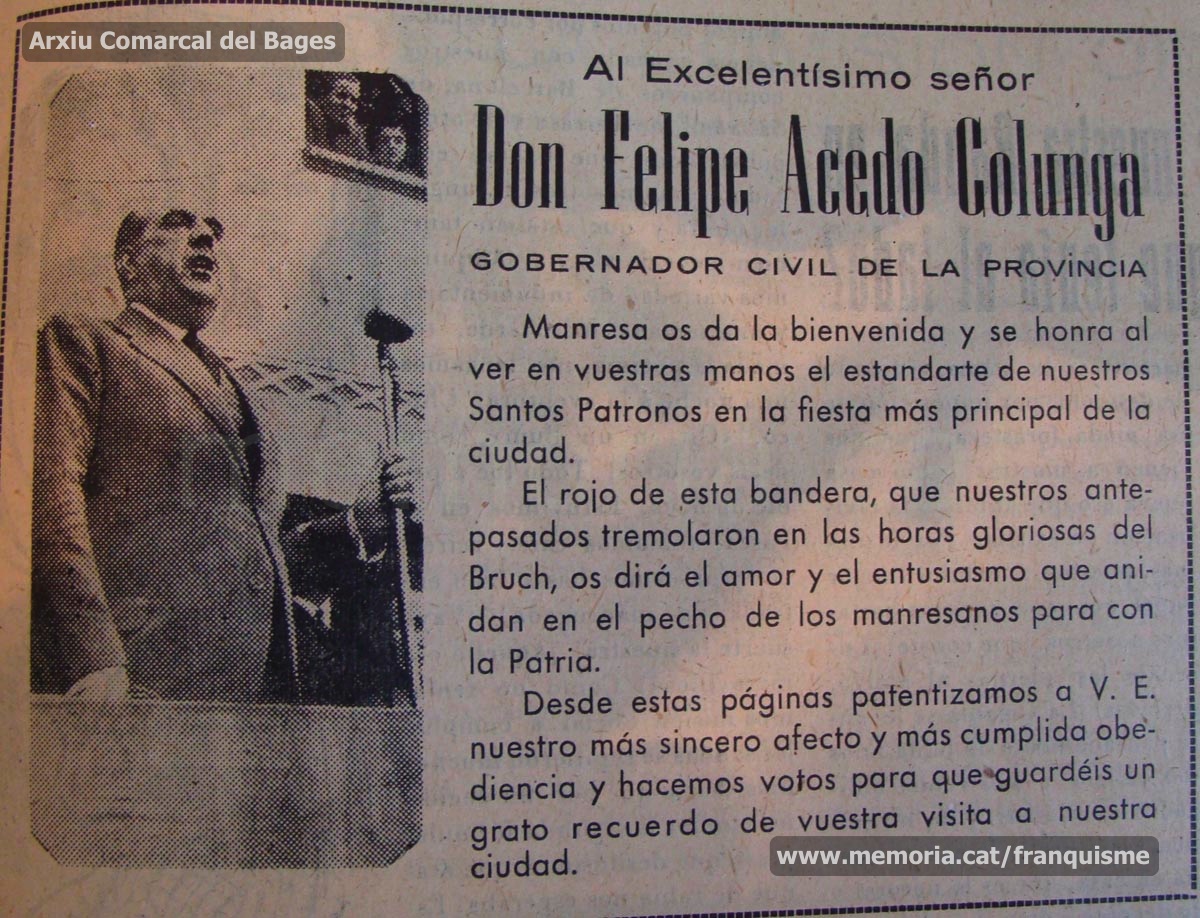 Arxiu Comarcal del Bages
Al Excelentísimo señor
Don Felipe Acedo Colunga
GOBERNADOR CIVIL DE LA PROVINCIA
Manresa os da la bienvenida y se honra al
ver en vuestras manos el estandarte de nuestros
Santos Patronos en la fiesta más principal de la
ciudad.
El rojo de esta bandera, que nuestros ante-
pasados tremolaron en las horas gloriosas del
Bruch, os dirá el amor y el entusiasmo que ani-
dan en el pecho de los manresanos para con
la Patria.
Desde estas páginas patentizamos a V. E.
nuestro más sincero afecto y más cumplida obe-
diencia y hacemos votos para que guardéis un
grato recuerdo de vuestra visita a nuestra
ciudad.
www.memoria.cat/franquisme